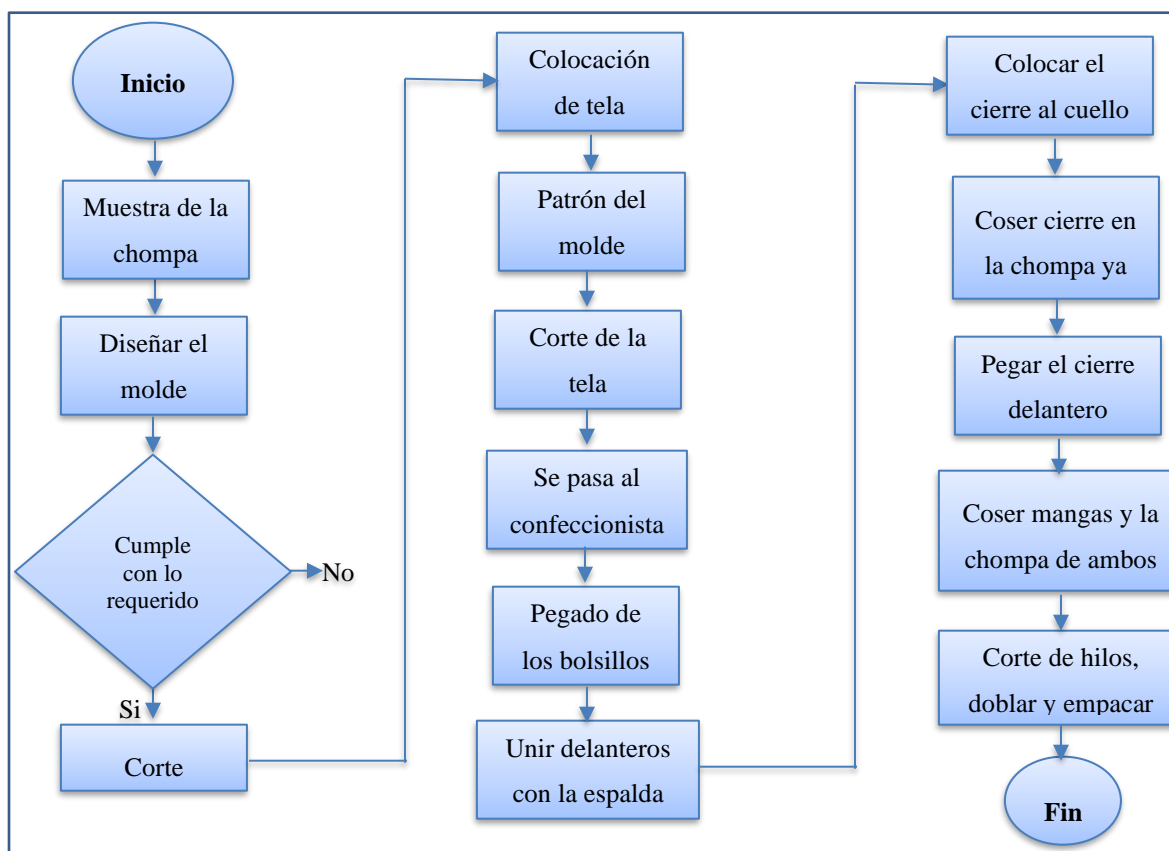 Inicio
Muestra de la
chompa
Diseñar el
molde
Cumple
con lo
requerido
No
Si
Corte
Colocación
de tela
Patrón del
molde
Corte de la
tela
Se pasa al
confeccionista
Pegado de
los bolsillos
Unir delanteros
con la espalda
Colocar el
cierre al cuello
Coser cierre en
la chompa ya
Pegar el cierre
delantero
Coser mangas y la
chompa de ambos
Corte de hilos,
doblar y empacar
Fin